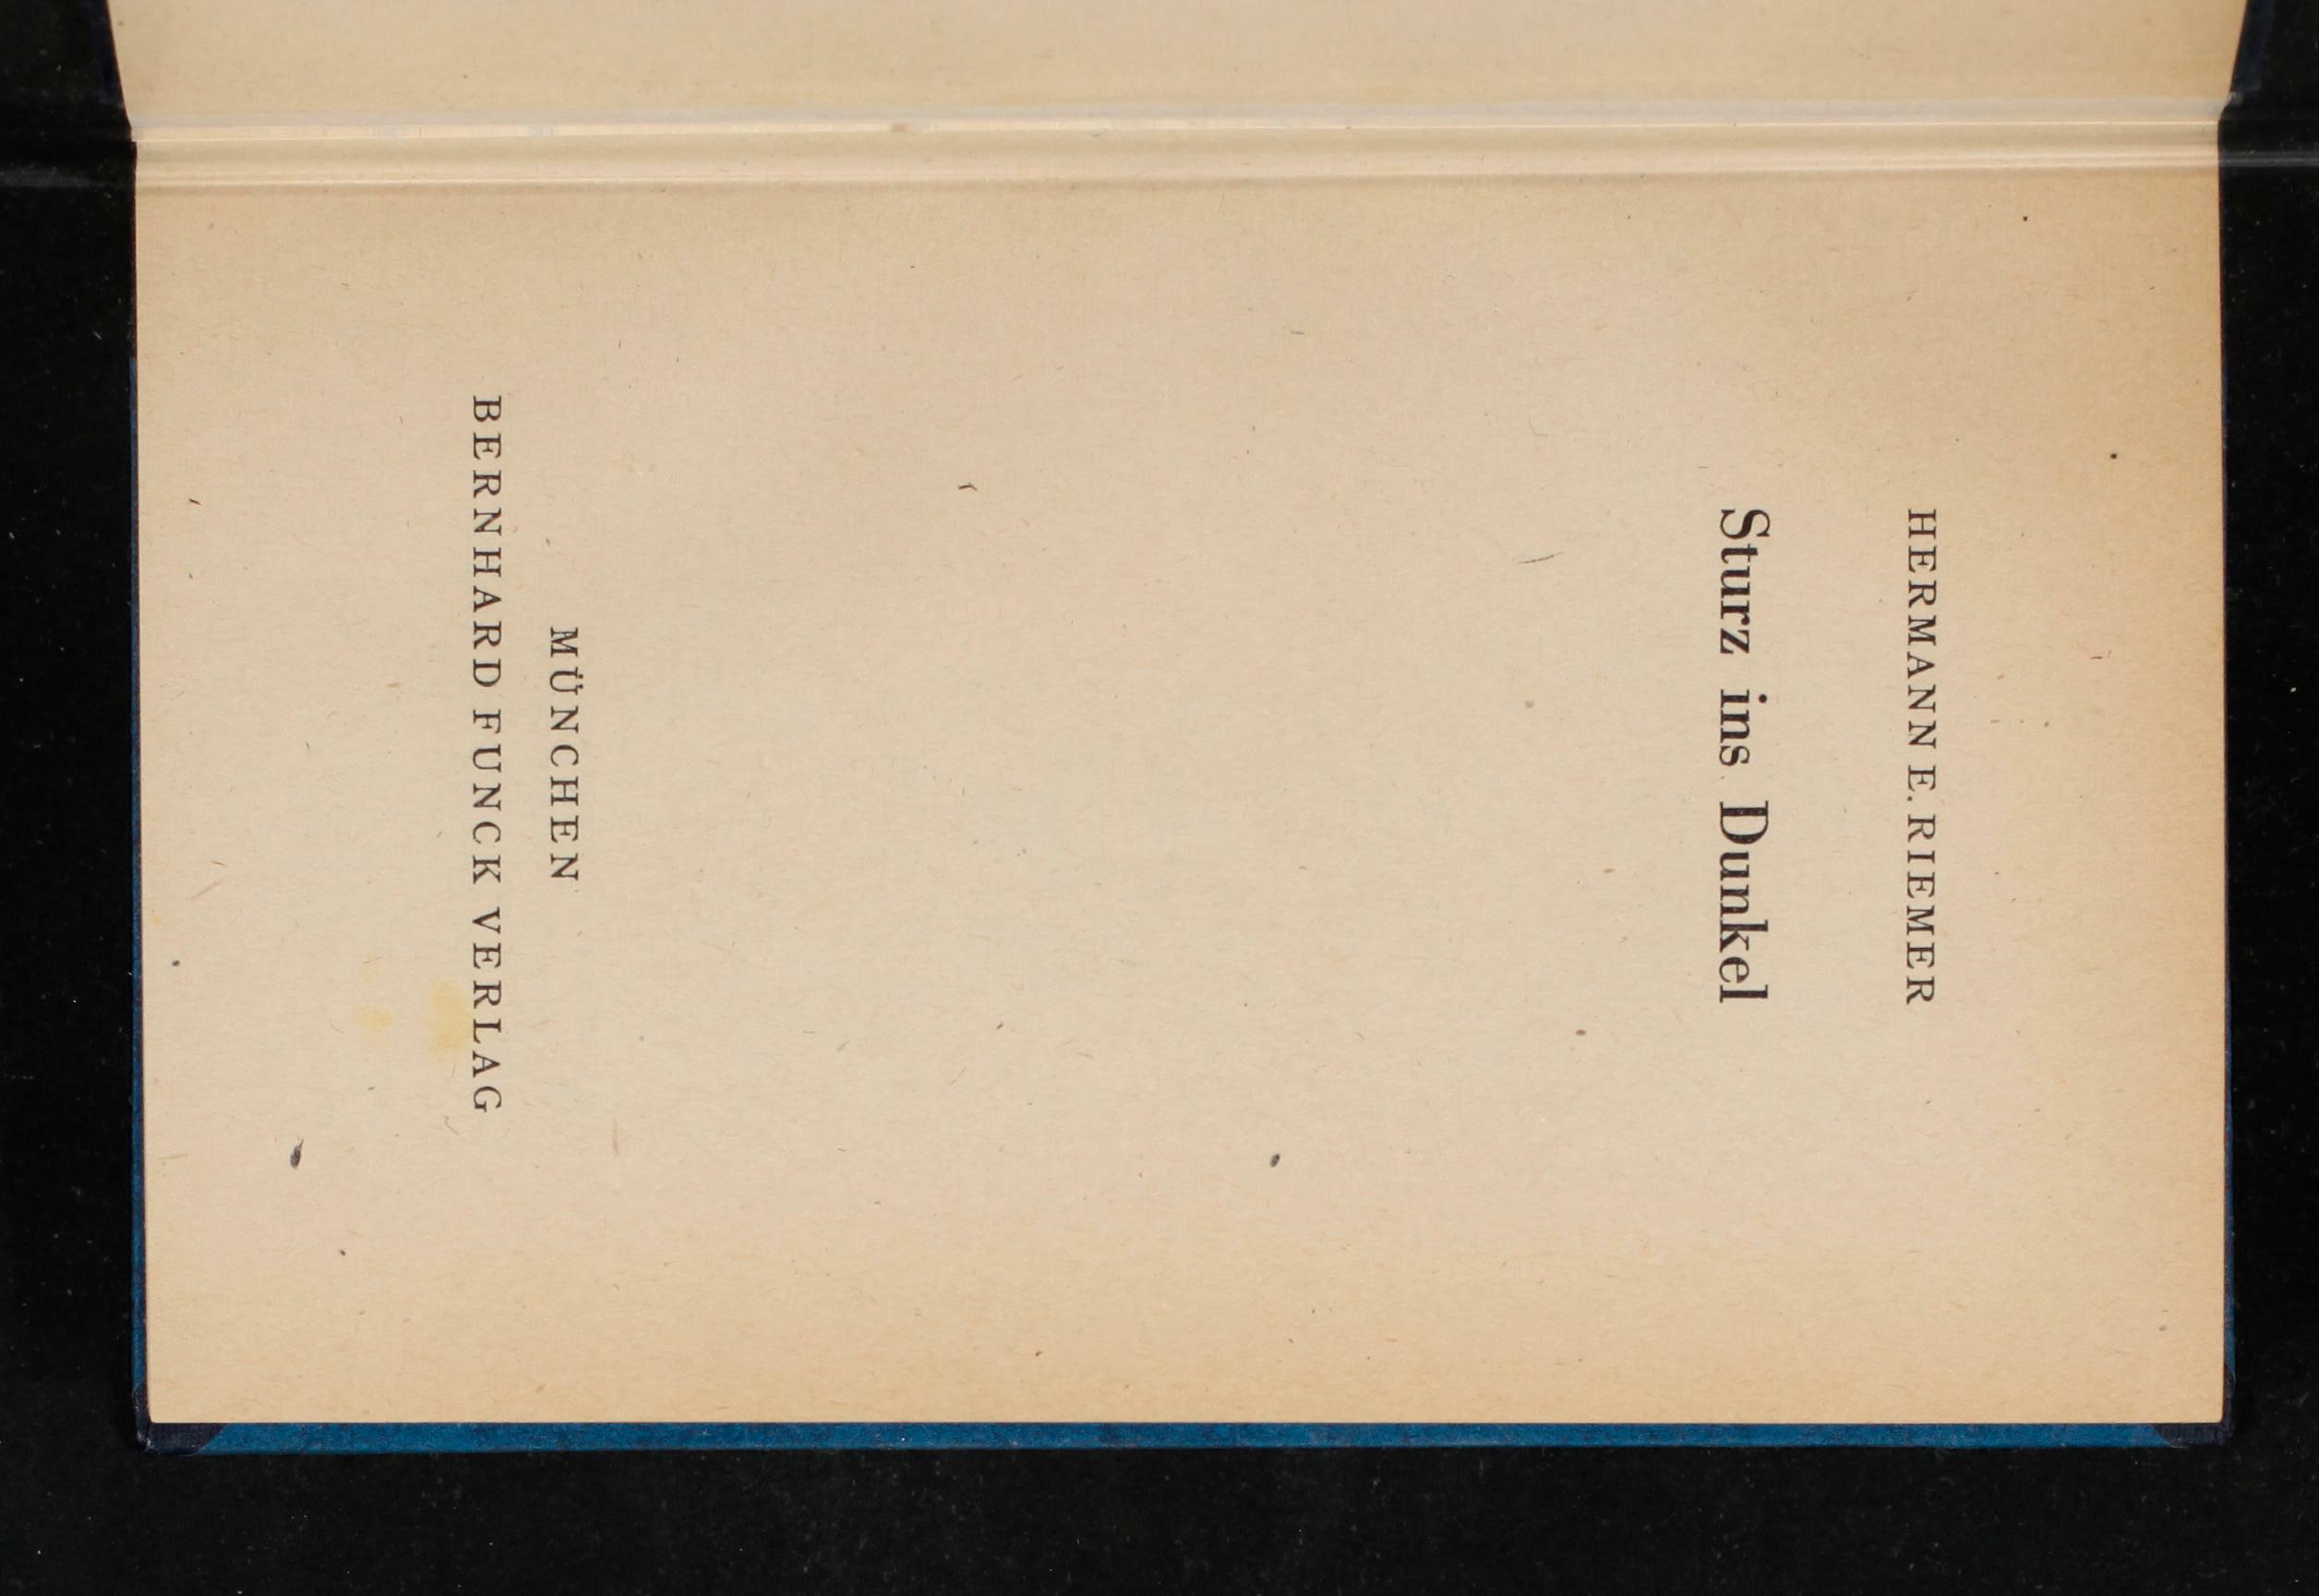 HERMANN E. RIEMER
Sturz ins Dunkel
MÜNCHEN
BERNHARD FUNCK VERLAG